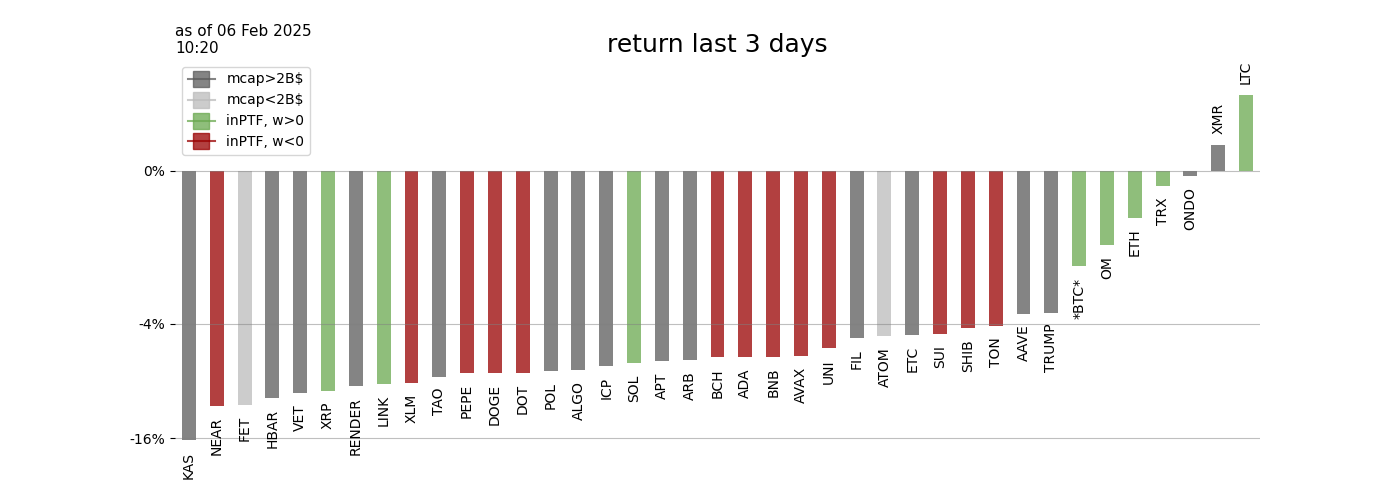 as of 06 Feb 2025
10:20
return last 3 days
mcap>2B$
mcap<2B$
inPTF, w>0
inPTF, w<0
0%
-4%
-16%
KAS
NEAR
FET
HBAR
VET
XRP
RENDER
LINK
XLM
TAO
PEPE
DOGE
DOT
POL
ALGO
ICP
SOL
APT
ARB
BCH
ADA
BNB
AVAX
UNI
FIL
ATOM
ETC
SUI
SHIB
TON
AAVE
TRUMP
*BTC*
OM
ETH
TRX
ONDO
XMR
LTC